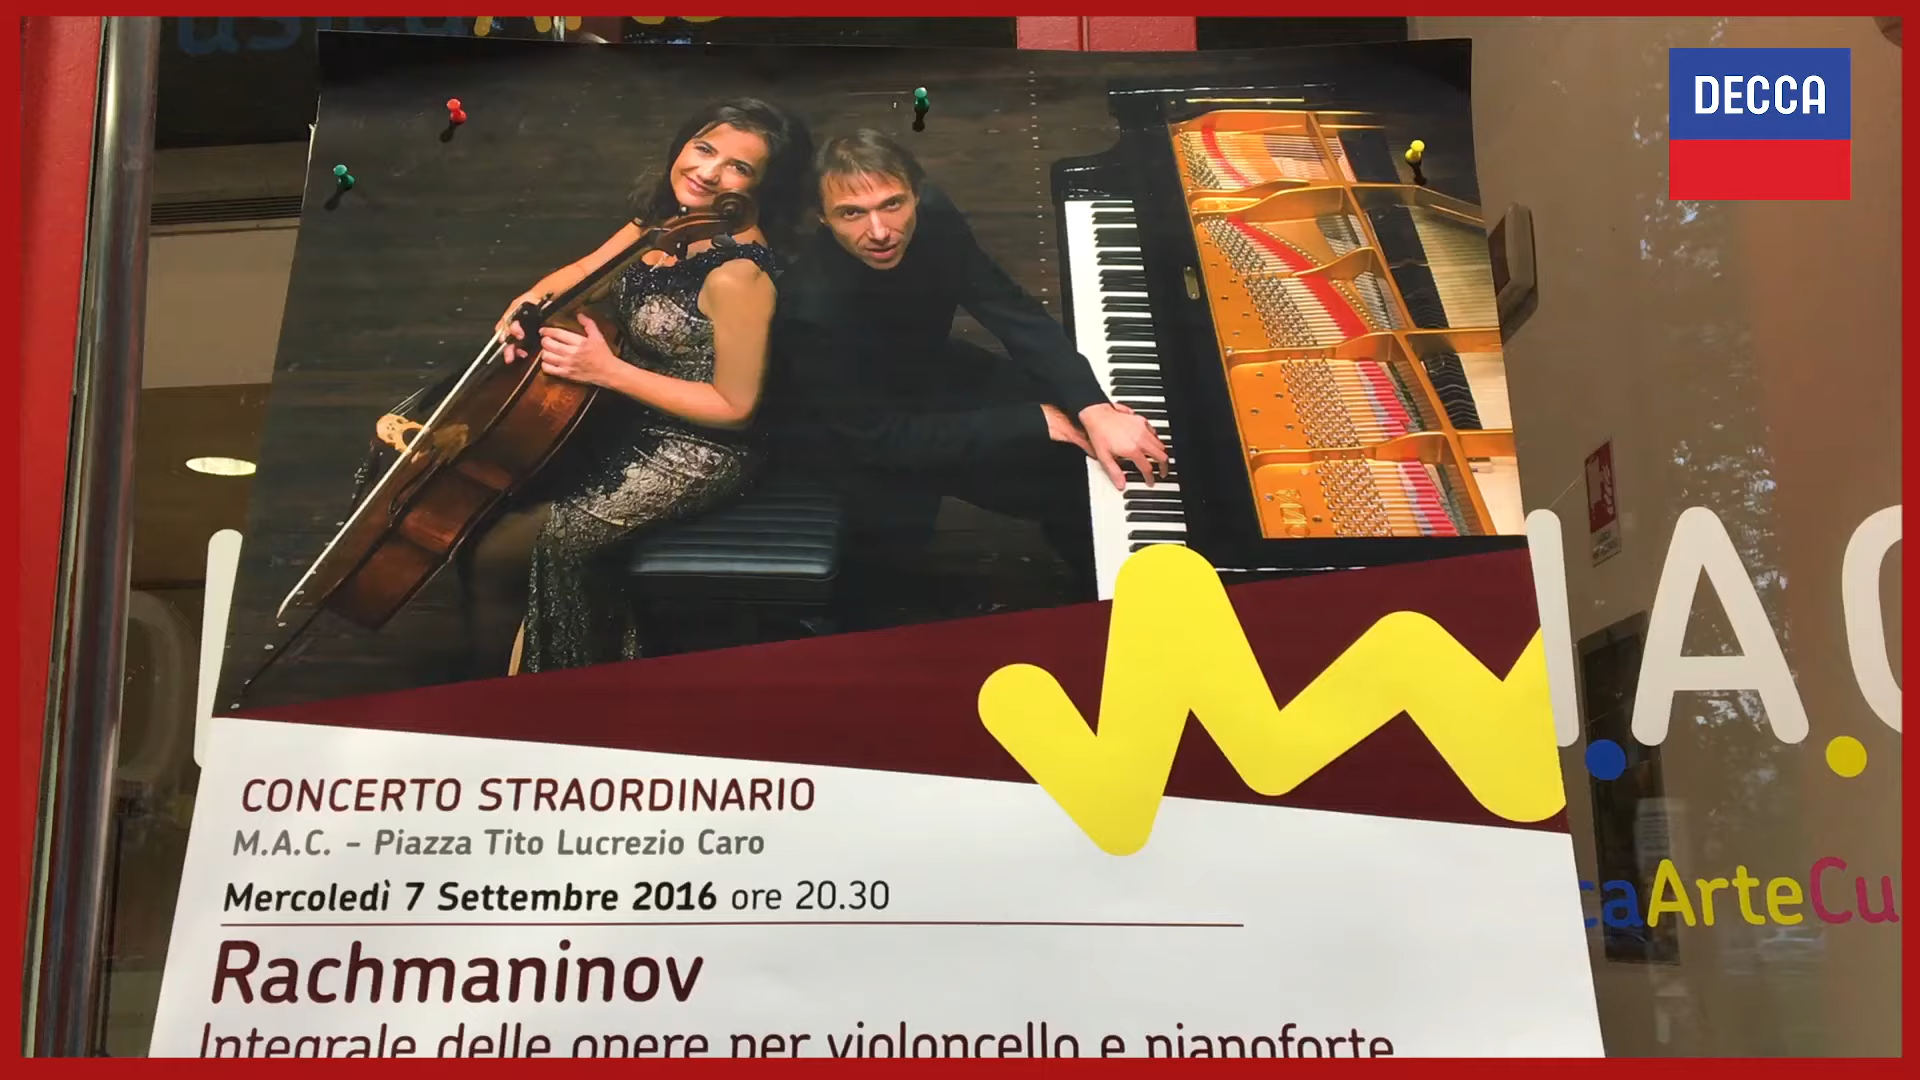 DECCA
CONCERTO STRAORDINARIO
M.A.C. - Piazza Tito Lucrezio Caro
Mercoledì 7 Settembre 2016 ore 20.30
Rachmaninov
Integrale delle opere per violoncello e pianoforte
A
caArteCu